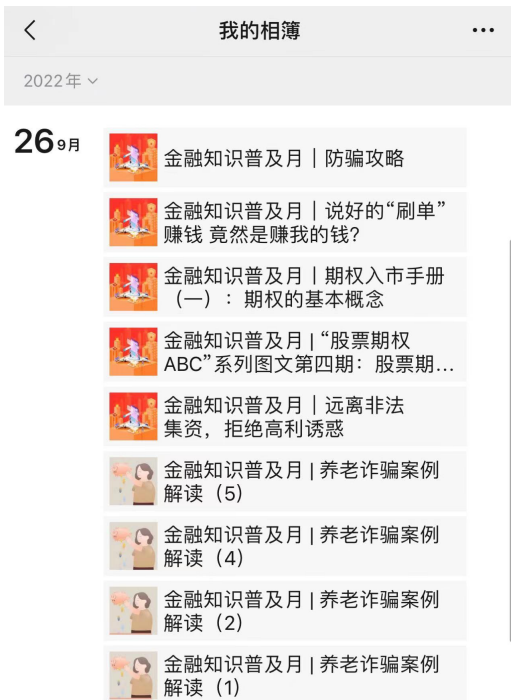 我的相簿
2022年
26 9月
金融知识普及月｜防骗攻略
金融知识普及月｜说好的“刷单”
赚钱 竟然是赚我的钱？
金融知识普及月｜期权入市手册
（一）：期权的基本概念
金融知识普及月 | “股票期权
ABC”系列图文第四期：股票期...
金融知识普及月｜远离非法
集资，拒绝高利诱惑
金融知识普及月 | 养老诈骗案例
解读（5）
金融知识普及月 | 养老诈骗案例
解读（4）
金融知识普及月 | 养老诈骗案例
解读（2）
金融知识普及月 | 养老诈骗案例
解读（1）